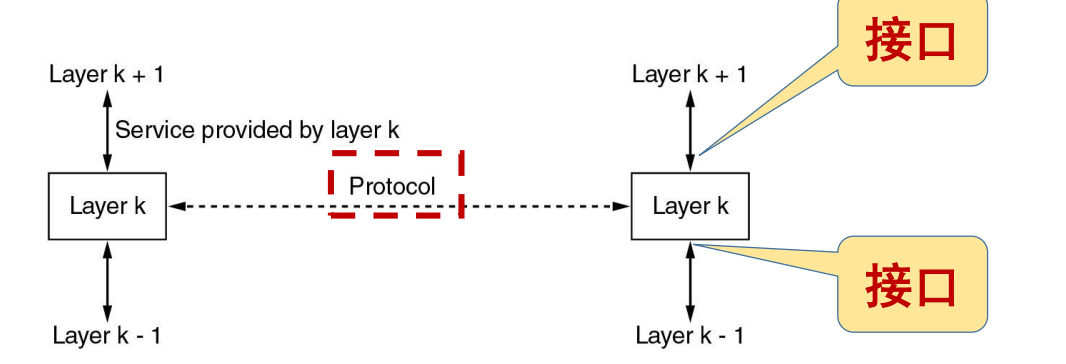 接口
Layer k + 1
Layer k + 1
Service provided by layer k
Protocol
Layer k
Layer k
接口
Layer k - 1
Layer k - 1